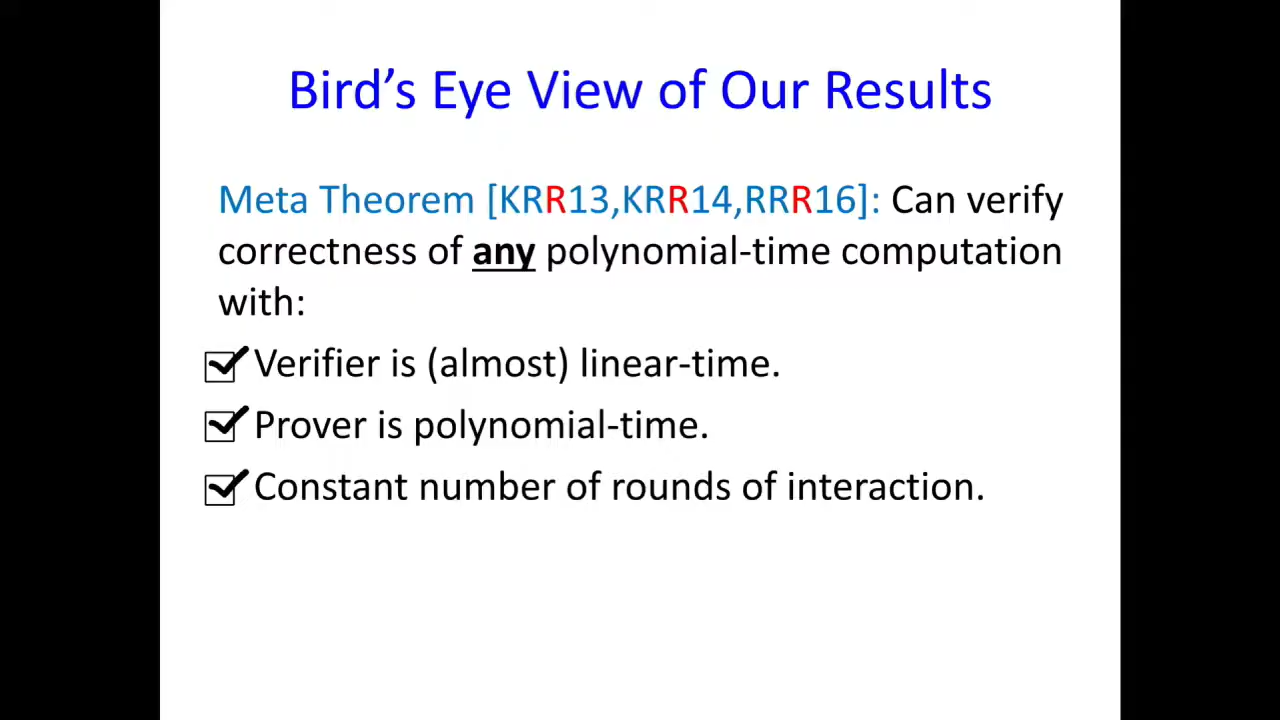 Bird’s Eye View of Our Results
Meta Theorem [KRR13,KRR14,RRR16]: Can verify
correctness of any polynomial-time computation
with:
Verifier is (almost) linear-time.
Prover is polynomial-time.
Constant number of rounds of interaction.